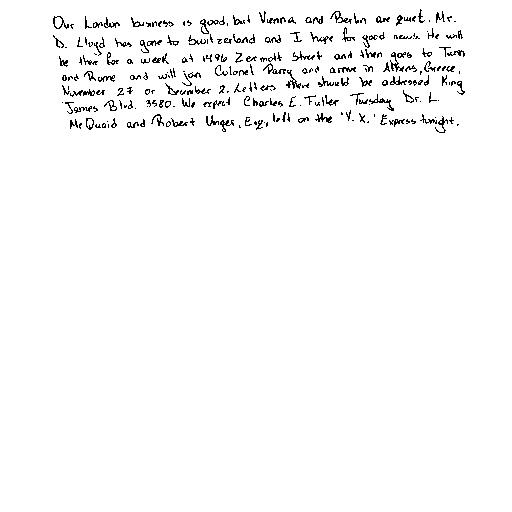 Our London business is good, but Vienna and Berlin are quiet. Mr.
D. Lloyd has gone to Switzerland and I hope for good news. He will
be there for a week at 1496 Zermott Street and then goes to Turin
and Rome and will join Colonel Parry and arrive in Athens, Greece,
November 27 or December 2. Letters there should be addressed King
James Blvd. 3580. We expect Charles E. Fuller Tuesday. Dr. L.
McQuaid and Robert Unger, Esq., left on the 'Y. X.' Express tonight.